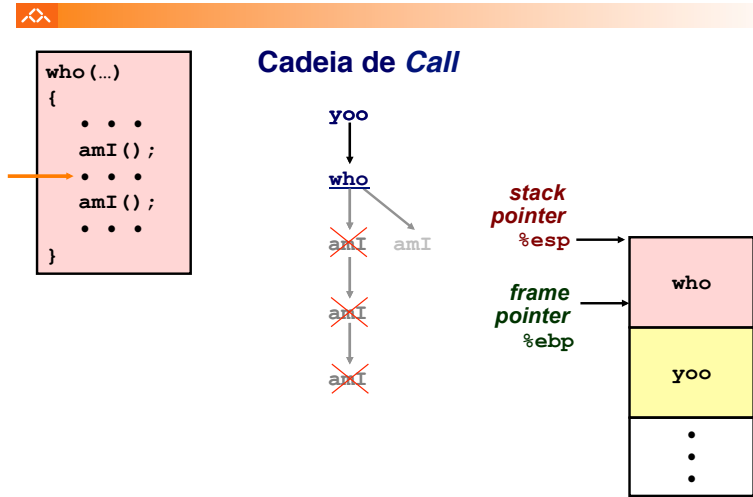 Cadeia de Call
who(…)
{
• • •
amI();
• • •
amI();
• • •
}
yoo
who
amI amI
amI
amI
stack
pointer
%esp
frame
pointer
%ebp
who
yoo
•
•
•